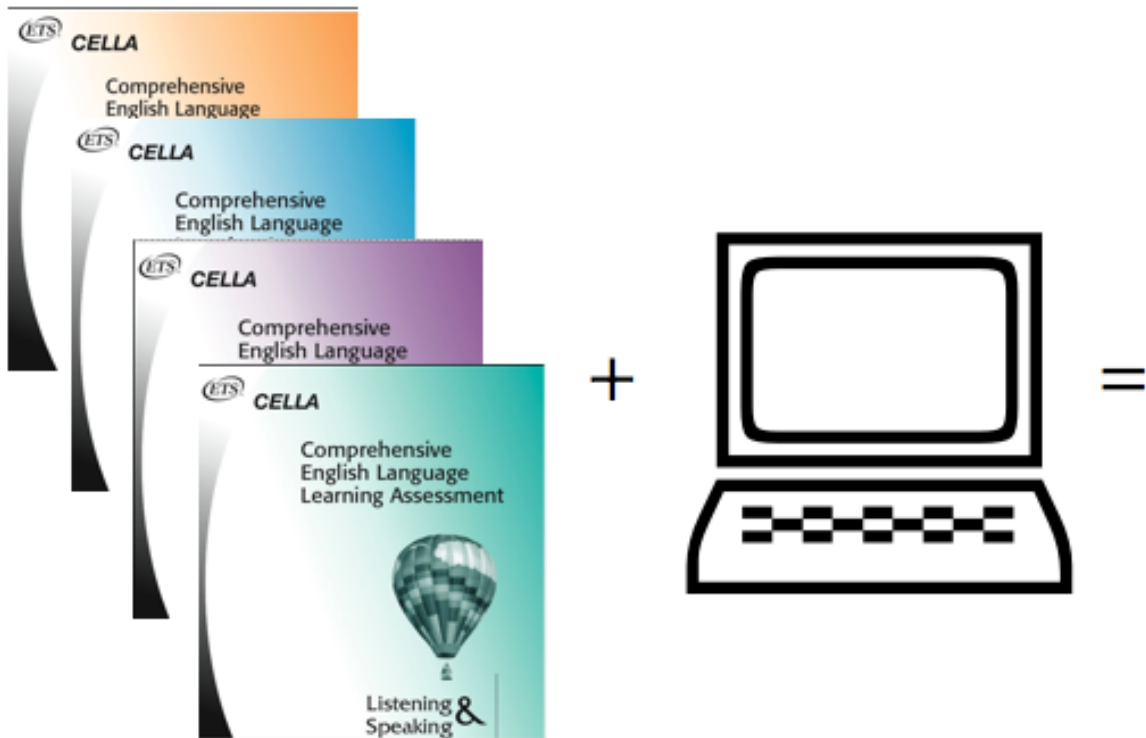 ETS
CELLA
Comprehensive
English Language
ETS
CELLA
Comprehensive
English Language
ETS
CELLA
Comprehensive
English Language
ETS
CELLA
Comprehensive
English Language
Learning Assessment
Listening &
Speaking
+
=